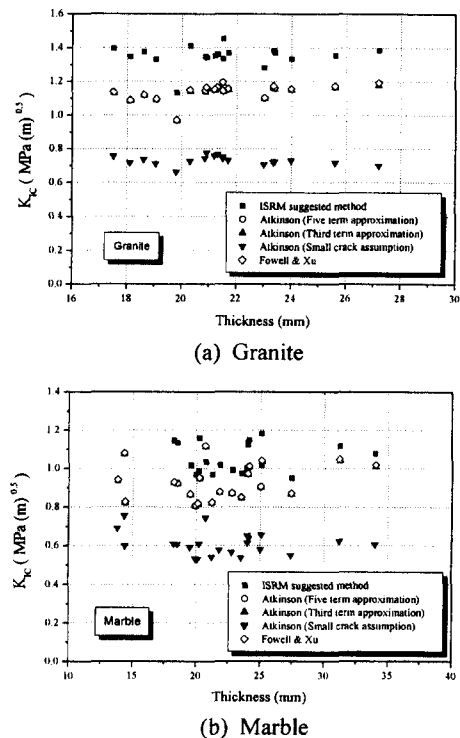 1.6
1.4
1.2
1.0
0.8
0.6
0.4
0.2
0.0
K_IC ( MPa (m)^0.5 )
ISRM suggested method
Atkinson (Five term approximation)
Atkinson (Third term approximation)
Atkinson (Small crack assumption)
Fowell & Xu
Granite
16 18 20 22 24 26 28 30
Thickness (mm)
(a) Granite
1.4
1.2
1.0
0.8
0.6
0.4
0.2
0.0
K_IC ( MPa (m)^0.5 )
ISRM suggested method
Atkinson (Five term approximation)
Atkinson (Third term approximation)
Atkinson (Small crack assumption)
Fowell & Xu
Marble
10 15 20 25 30 35 40
Thickness (mm)
(b) Marble